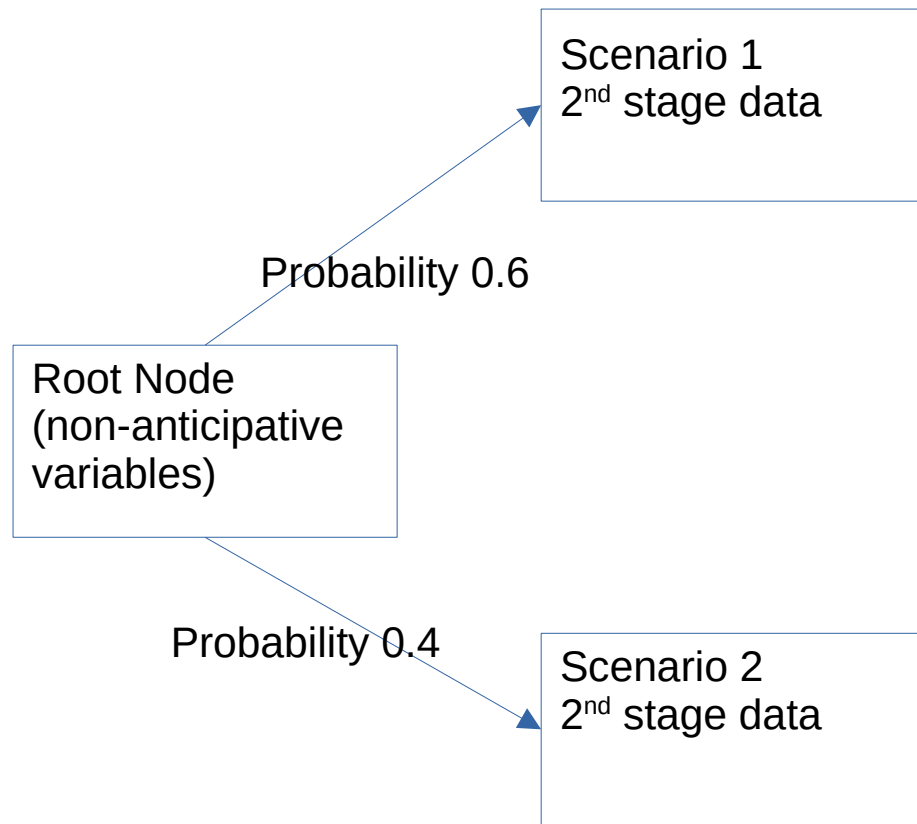 Scenario 1
2nd stage data
Probability 0.6
Root Node
(non-anticipative
variables)
Probability 0.4
Scenario 2
2nd stage data